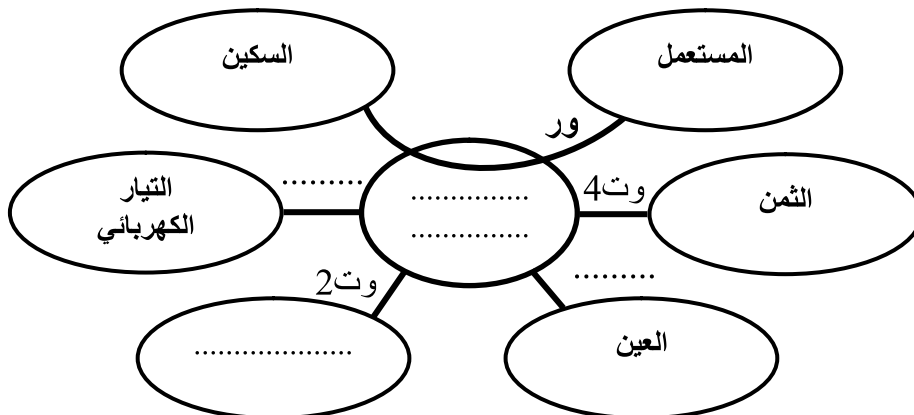 السكين
المستعمل
ور
التيار
الكهربائي
..........
...............
...............
وت4
الثمن
وت2
....................
..........
العين